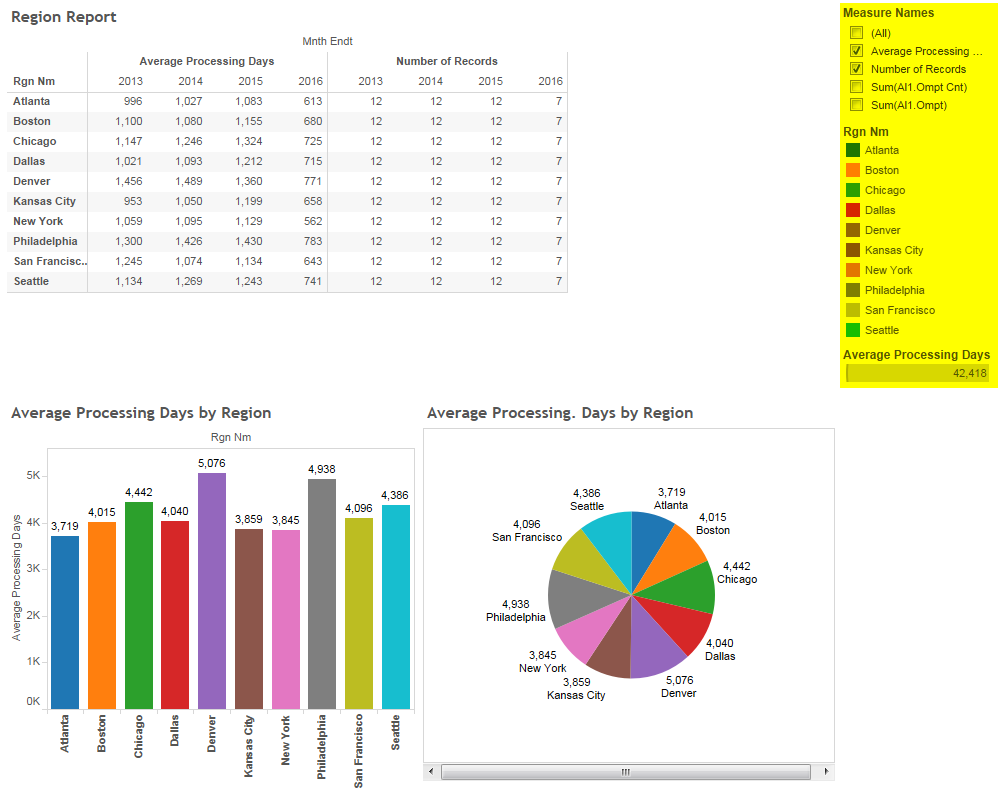 Region Report
Mnth Endt
Average Processing Days Number of Records
Rgn Nm 2013 2014 2015 2016 2013 2014 2015 2016
Atlanta 996 1,027 1,083 613 12 12 12 7
Boston 1,100 1,080 1,155 680 12 12 12 7
Chicago 1,147 1,246 1,324 725 12 12 12 7
Dallas 1,021 1,093 1,212 715 12 12 12 7
Denver 1,456 1,489 1,360 771 12 12 12 7
Kansas City 953 1,050 1,199 658 12 12 12 7
New York 1,059 1,095 1,129 562 12 12 12 7
Philadelphia 1,300 1,426 1,430 783 12 12 12 7
San Francisc.. 1,245 1,074 1,134 643 12 12 12 7
Seattle 1,134 1,269 1,243 741 12 12 12 7
Measure Names
(All)
Average Processing ...
Number of Records
Sum(Al1.Ompt Cnt)
Sum(Al1.Ompt)
Rgn Nm
Atlanta
Boston
Chicago
Dallas
Denver
Kansas City
New York
Philadelphia
San Francisco
Seattle
Average Processing Days
42,418
Average Processing Days by Region
Rgn Nm
Average Processing Days
5K
4K
3K
2K
1K
0K
3,719
4,015
4,442
4,040
5,076
3,859
3,845
4,938
4,096
4,386
Atlanta
Boston
Chicago
Dallas
Denver
Kansas City
New York
Philadelphia
San Francisco
Seattle
Average Processing. Days by Region
3,719
Atlanta
4,015
Boston
4,442
Chicago
4,040
Dallas
5,076
Denver
3,859
Kansas City
3,845
New York
4,938
Philadelphia
4,096
San Francisco
4,386
Seattle